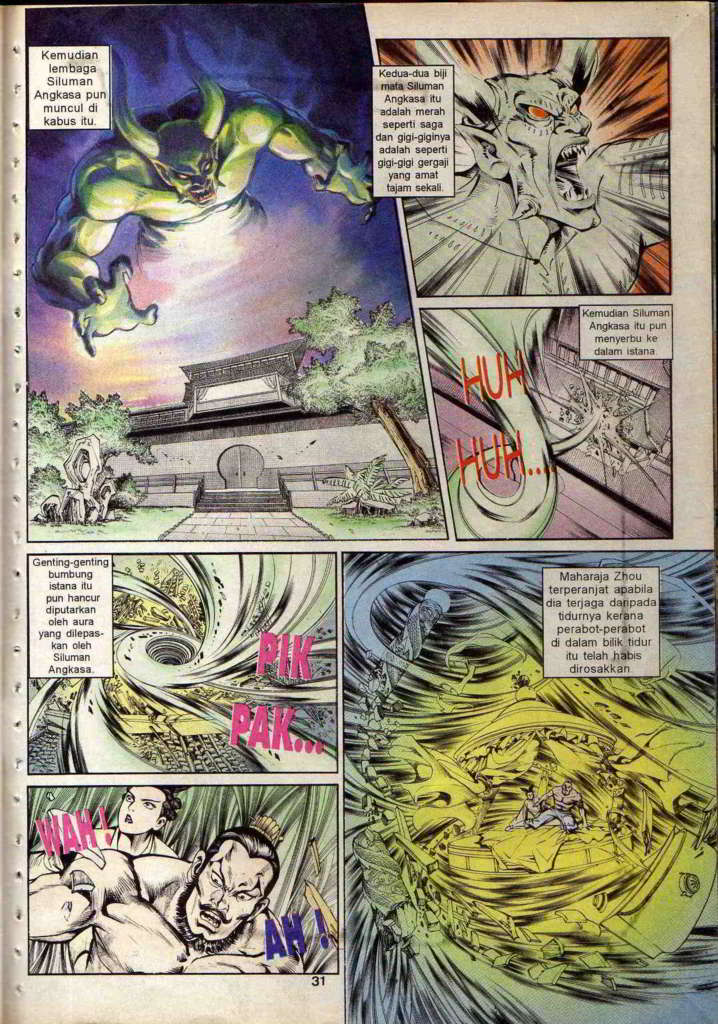 Kemudian
lembaga
Siluman
Angkasa pun
muncul di
kabus itu.
Kedua-dua biji
mata Siluman
Angkasa itu
adalah merah
seperti saga
dan gigi-giginya
adalah seperti
gigi-gigi gergaji
yang amat
tajam sekali.
Kemudian Siluman
Angkasa itu pun
menyerbu ke
dalam istana.
HUH
HUH....
Genting-genting
bumbung
istana itu
pun hancur
diputarkan
oleh aura
yang dilepas-
kan oleh
Siluman
Angkasa.
PIK
PAK...
Maharaja Zhou
terperanjat apabila
dia terjaga daripada
tidurnya kerana
perabot-perabot
di dalam bilik tidur
itu telah habis
dirosakkan.
WAH!
AH!
31